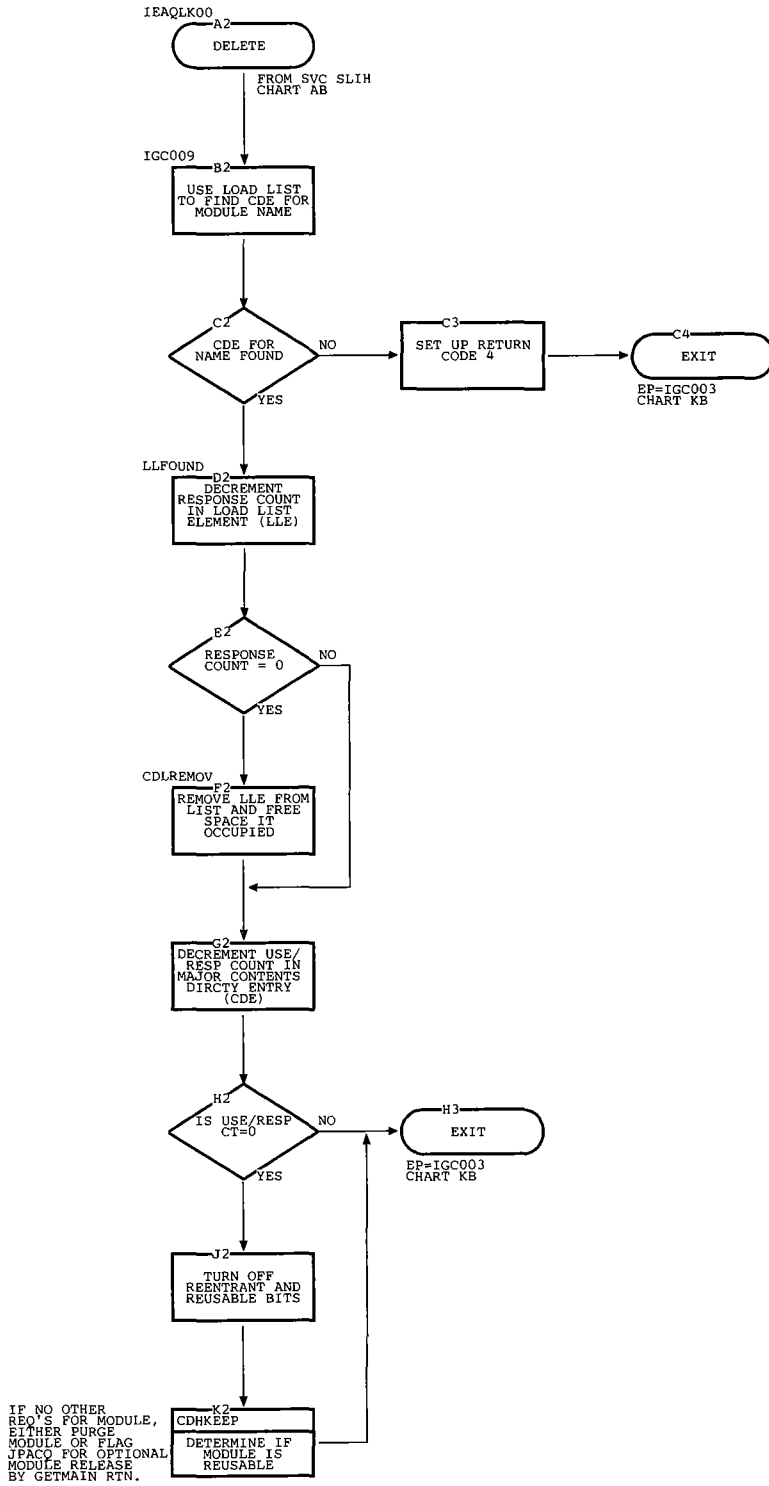 IEAQLK00
A2
DELETE
FROM SVC SLIH
CHART AB
IGC009
B2
USE LOAD LIST
TO FIND CDE FOR
MODULE NAME
C2
CDE FOR
NAME FOUND
NO
YES
C3
SET UP RETURN
CODE 4
C4
EXIT
EP=IGC003
CHART KB
LLFOUND
D2
DECREMENT
RESPONSE COUNT
IN LOAD LIST
ELEMENT (LLE)
E2
RESPONSE
COUNT = 0
NO
YES
CDLREMOV
F2
REMOVE LLE FROM
LIST AND FREE
SPACE IT
OCCUPIED
G2
DECREMENT USE/
RESP COUNT IN
MAJOR CONTENTS
DIRCTY ENTRY
(CDE)
H2
IS USE/RESP
CT=0
NO
YES
H3
EXIT
EP=IGC003
CHART KB
J2
TURN OFF
REENTRANT AND
REUSABLE BITS
IF NO OTHER
REQ'S FOR MODULE,
EITHER PURGE
MODULE OR FLAG
JPACQ FOR OPTIONAL
MODULE RELEASE
BY GETMAIN RTN.
K2
CDHKEEP
DETERMINE IF
MODULE IS
REUSABLE